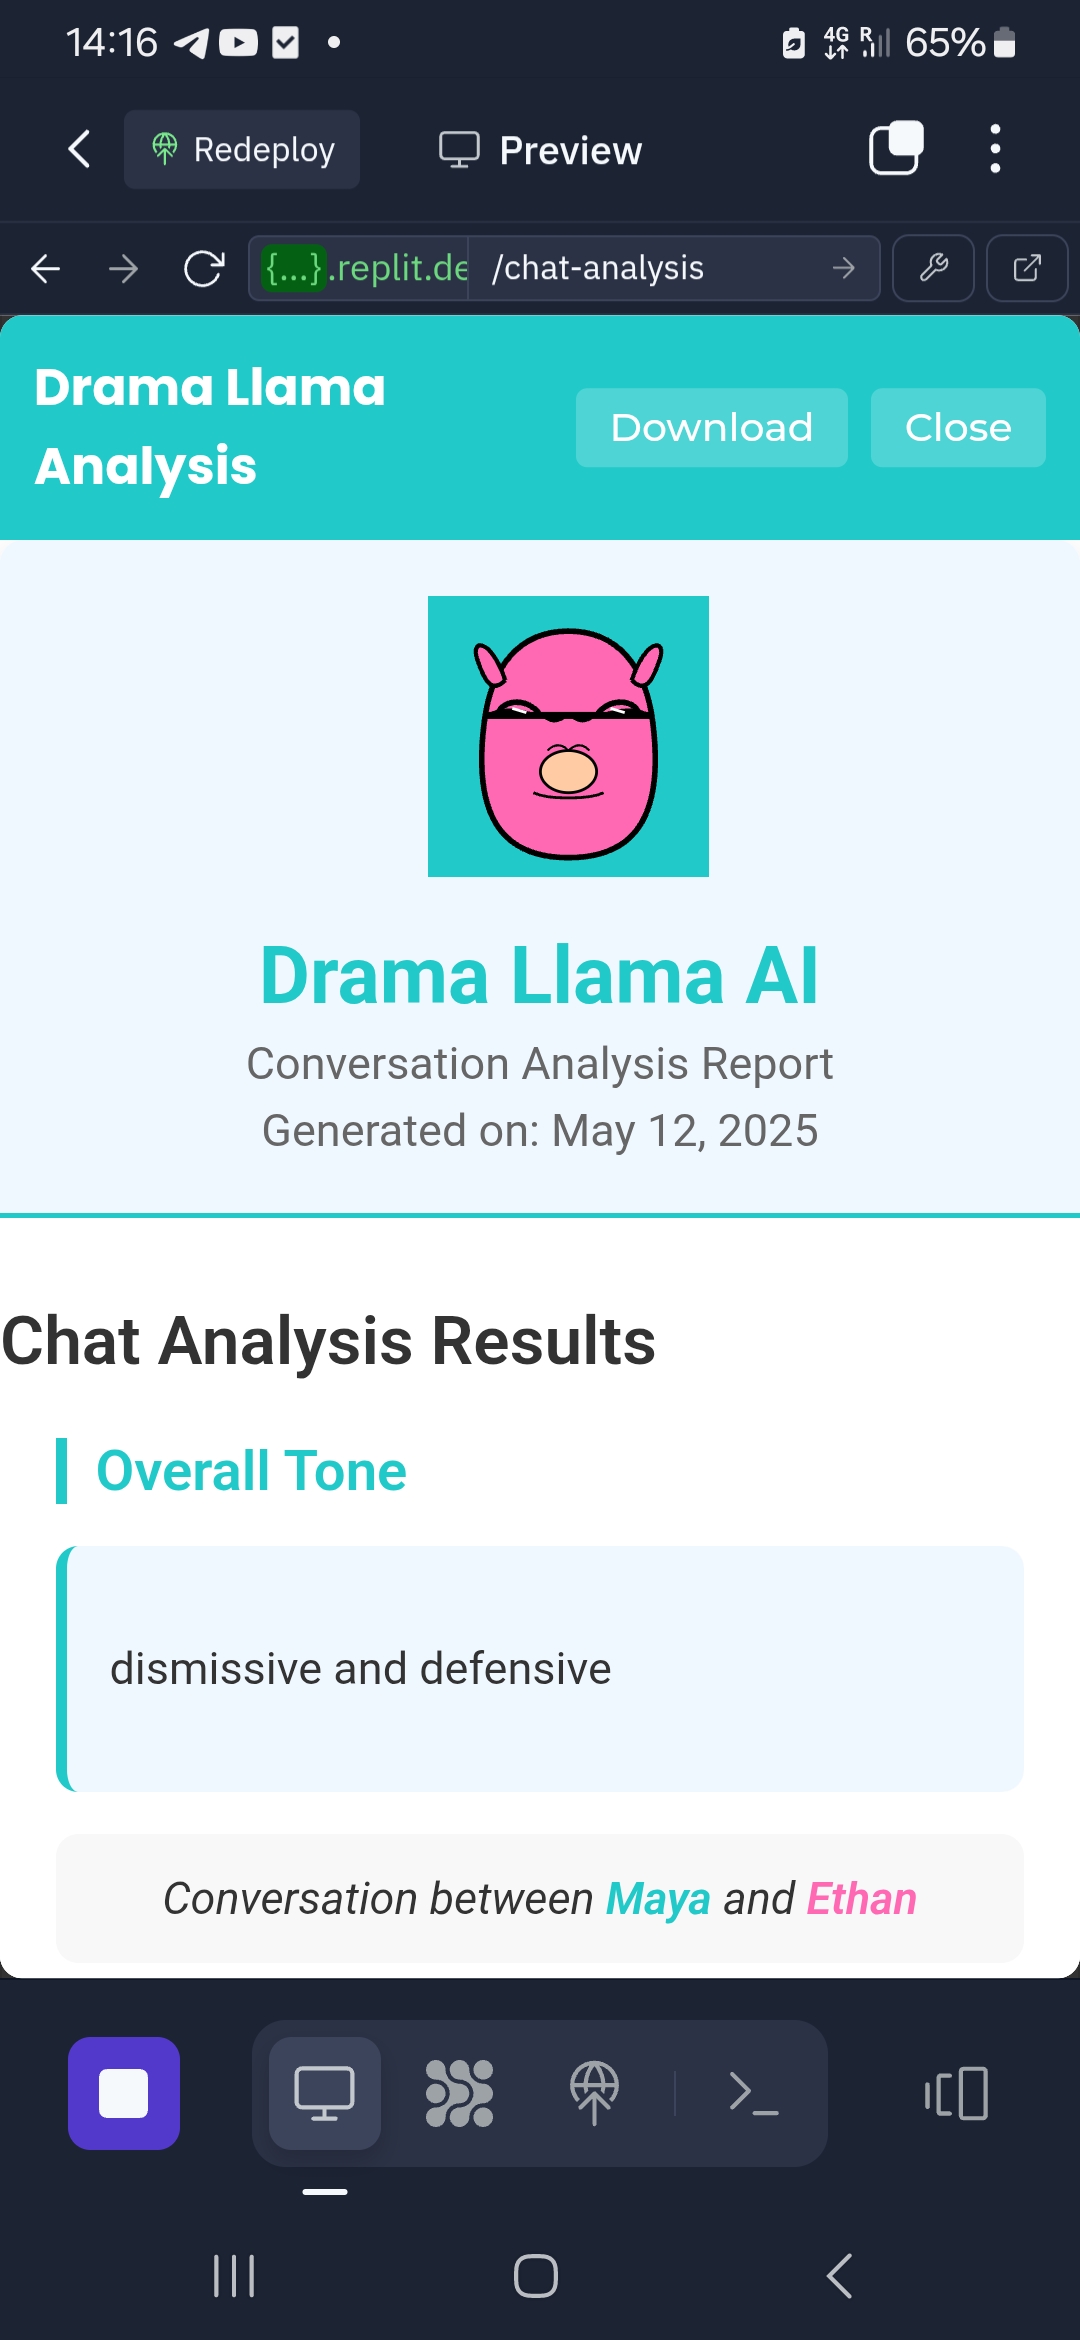 14:16
4G R 65%
Redeploy
Preview
{...}.replit.de
/chat-analysis
Drama Llama
Analysis
Download
Close
Drama Llama AI
Conversation Analysis Report
Generated on: May 12, 2025
Chat Analysis Results
Overall Tone
dismissive and defensive
Conversation between Maya and Ethan